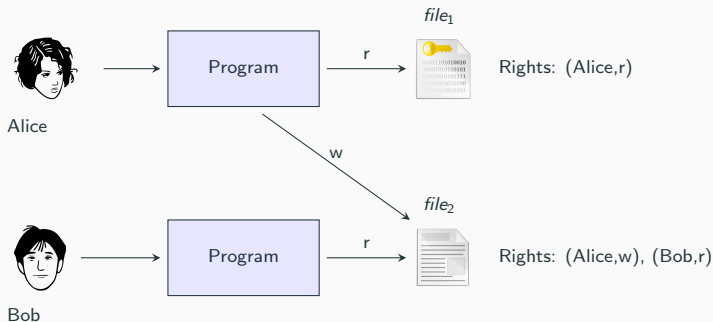 file₁
Program
r
Rights: (Alice,r)
Alice
w
file₂
Program
r
Rights: (Alice,w), (Bob,r)
Bob